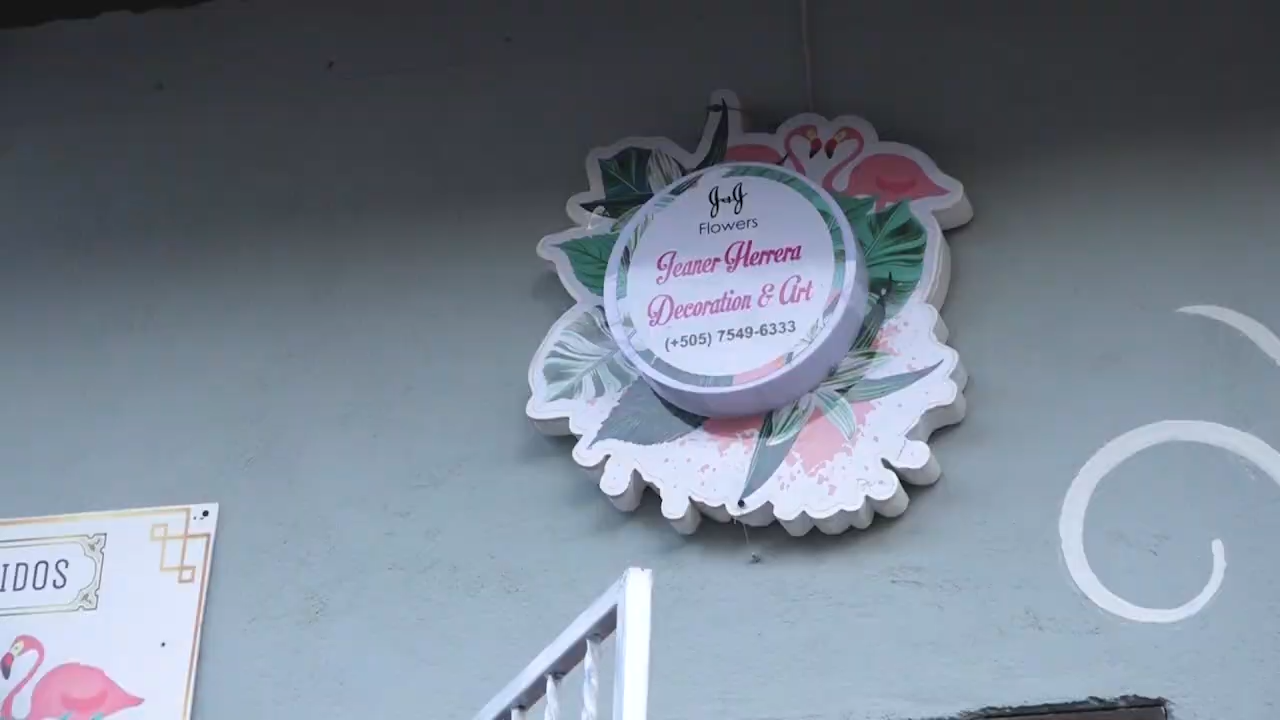 J&J
Flowers
Jeaner Herrera
Decoration & Art
(+505) 7549-6333
IDOS